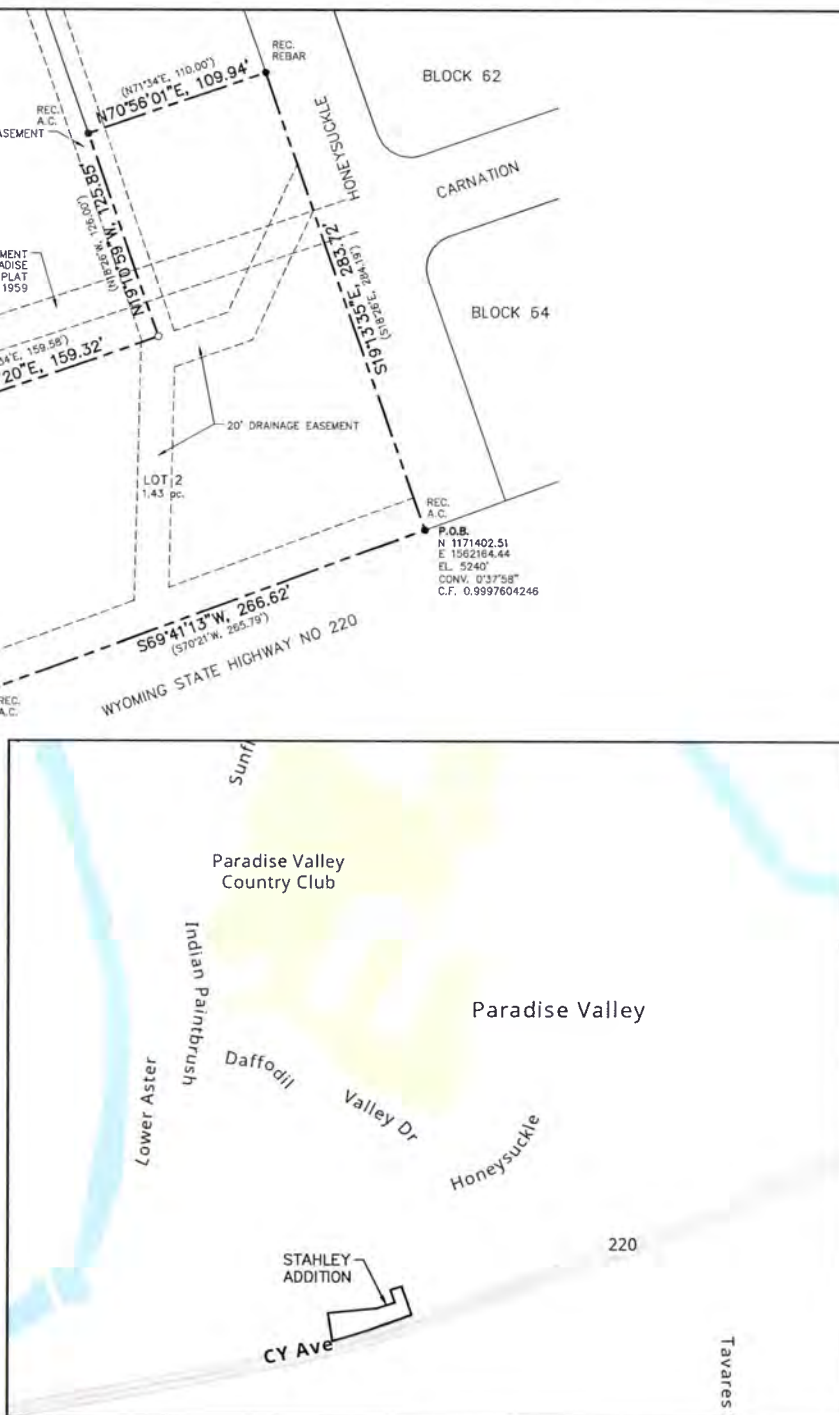 REC.
REBAR
(N71°34'E, 110.00')
N70°56'01"E, 109.94'
BLOCK 62
REC.
A.C.
ASEMENT
HONEYSUCKLE
CARNATION
N19°10'59"W, 125.85'
(N18°26'W, 126.00')
MENT
ADISE
PLAT
1959
S19°13'35"E, 283.72'
(S18°26'E, 284.19')
BLOCK 64
34'E, 159.58')
20"E, 159.32'
20' DRAINAGE EASEMENT
LOT 2
1.43 ac.
REC.
A.C.
P.O.B.
N 1171402.51
E 1562164.44
EL. 5240'
CONV. 0°37'58"
C.F. 0.9997604246
S69°41'13"W, 266.62'
(S70°21'W, 265.79')
WYOMING STATE HIGHWAY NO 220
REC.
A.C.
Sunfl
Paradise Valley
Country Club
Indian Paintbrush
Paradise Valley
Daffodil
Lower Aster
Valley Dr
Honeysuckle
220
STAHLEY
ADDITION
CY Ave
Tavares